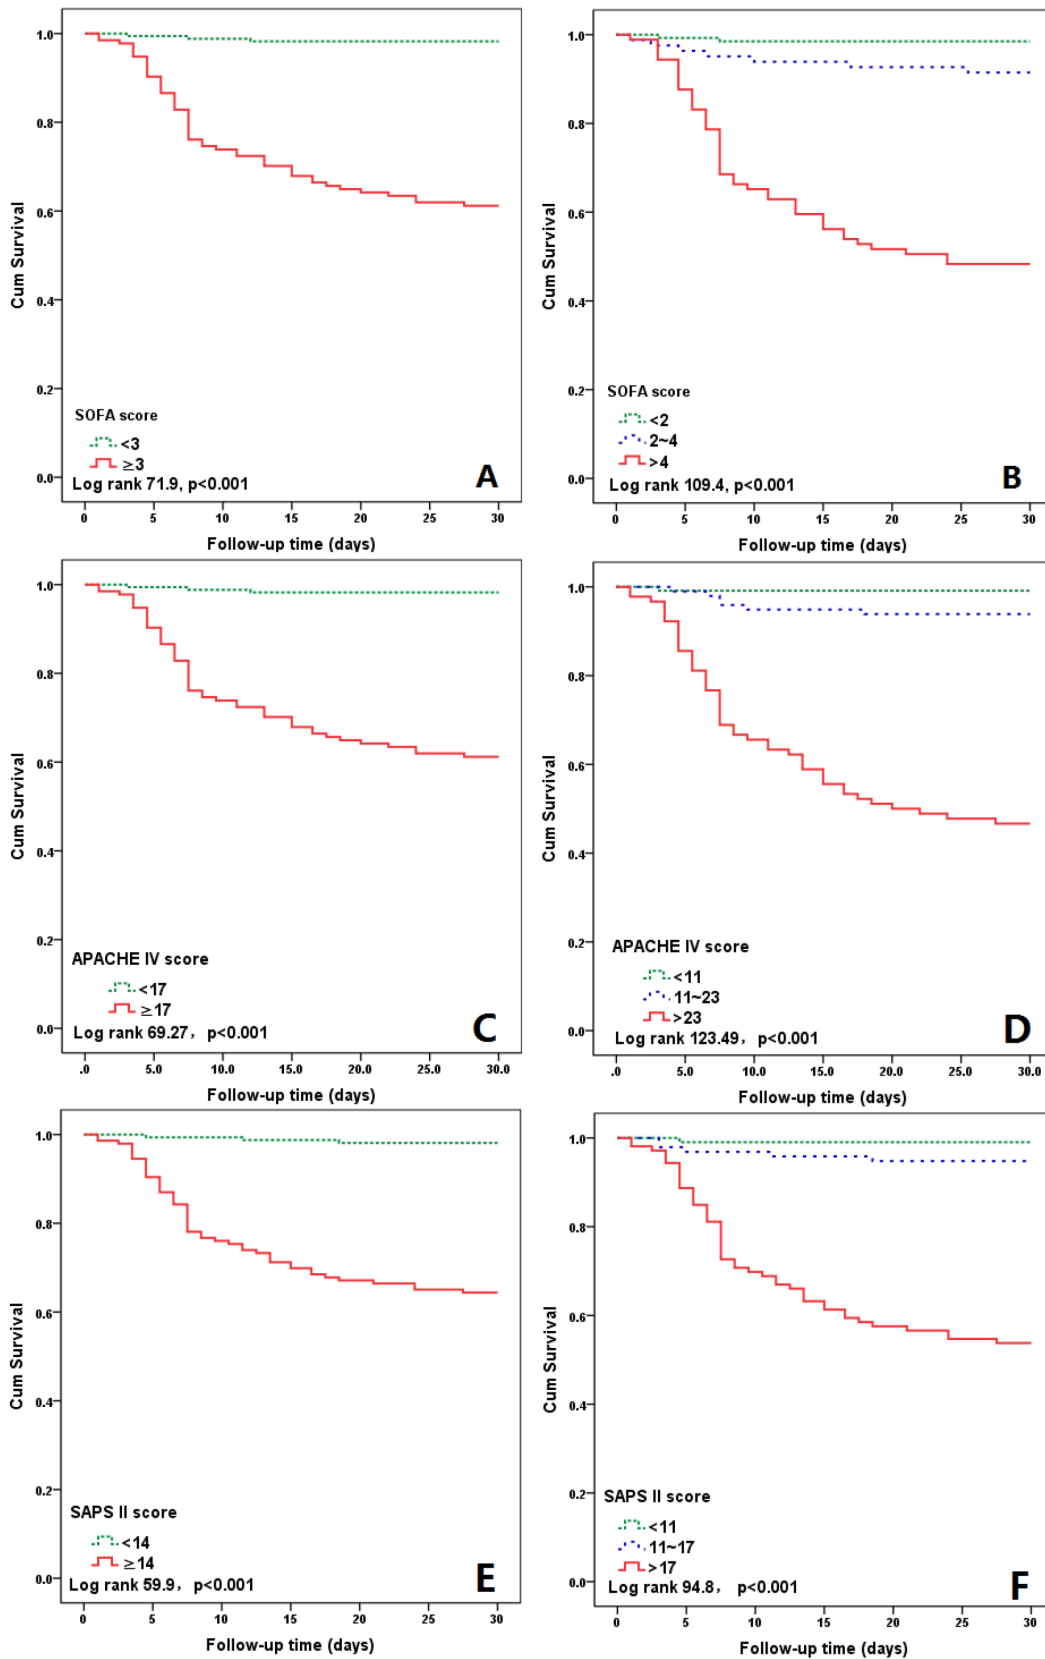 1.0
0.8
0.6
0.4
0.2
0.0
Cum Survival
SOFA score
<3
≥3
Log rank 71.9, p<0.001
A
0 5 10 15 20 25 30
Follow-up time (days)
1.0
0.8
0.6
0.4
0.2
0.0
Cum Survival
SOFA score
<2
2~4
>4
Log rank 109.4, p<0.001
B
0 5 10 15 20 25 30
Follow-up time (days)
1.0
0.8
0.6
0.4
0.2
0.0
Cum Survival
APACHE IV score
<17
≥17
Log rank 69.27, p<0.001
C
.0 5.0 10.0 15.0 20.0 25.0 30.0
Follow-up time (days)
1.0
0.8
0.6
0.4
0.2
0.0
Cum Survival
APACHE IV score
<11
11~23
>23
Log rank 123.49, p<0.001
D
.0 5.0 10.0 15.0 20.0 25.0 30.0
Follow-up time (days)
1.0
0.8
0.6
0.4
0.2
0.0
Cum Survival
SAPS II score
<14
≥14
Log rank 59.9, p<0.001
E
0 5 10 15 20 25 30
Follow-up time (days)
1.0
0.8
0.6
0.4
0.2
0.0
Cum Survival
SAPS II score
<11
11~17
>17
Log rank 94.8, p<0.001
F
0 5 10 15 20 25 30
Follow-up time (days)